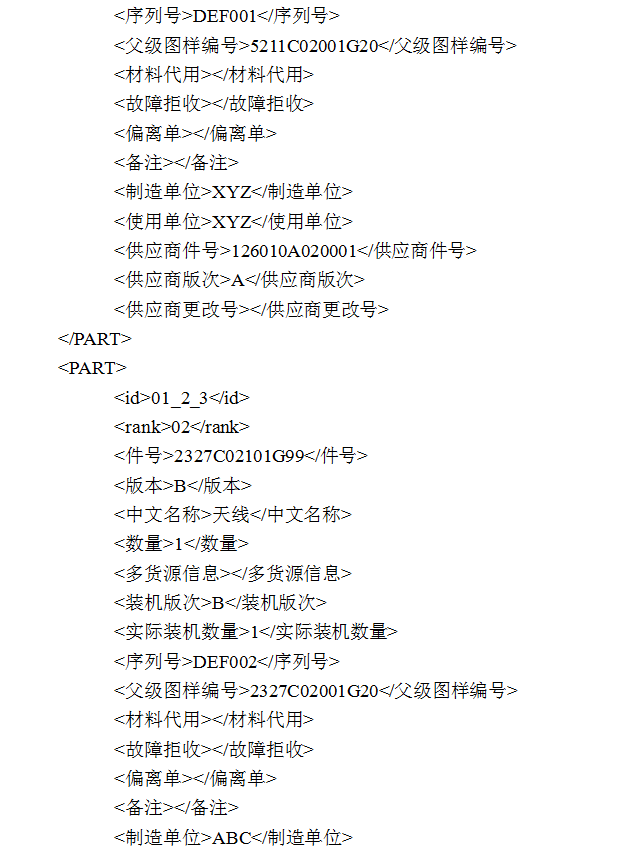 <序列号>DEF001</序列号>
<父级图样编号>5211C02001G20</父级图样编号>
<材料代用></材料代用>
<故障拒收></故障拒收>
<偏离单></偏离单>
<备注></备注>
<制造单位>XYZ</制造单位>
<使用单位>XYZ</使用单位>
<供应商件号>126010A020001</供应商件号>
<供应商版次>A</供应商版次>
<供应商更改号></供应商更改号>
</PART>
<PART>
<id>01_2_3</id>
<rank>02</rank>
<件号>2327C02101G99</件号>
<版本>B</版本>
<中文名称>天线</中文名称>
<数量>1</数量>
<多货源信息></多货源信息>
<装机版次>B</装机版次>
<实际装机数量>1</实际装机数量>
<序列号>DEF002</序列号>
<父级图样编号>2327C02001G20</父级图样编号>
<材料代用></材料代用>
<故障拒收></故障拒收>
<偏离单></偏离单>
<备注></备注>
<制造单位>ABC</制造单位>